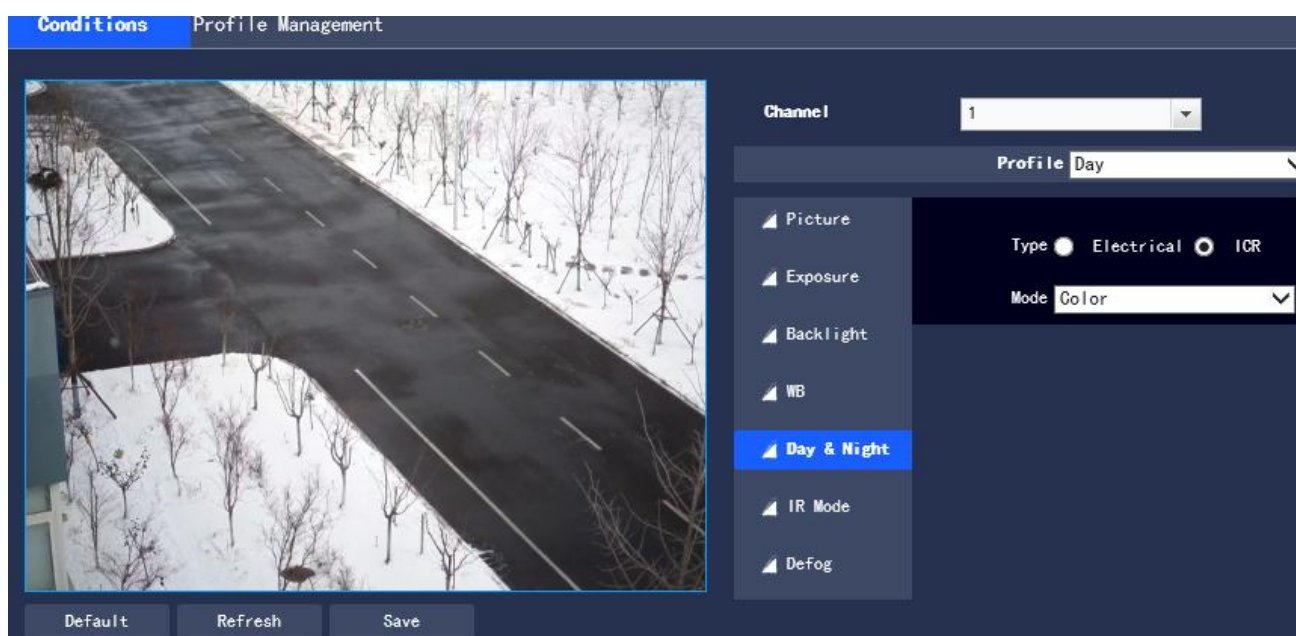 Conditions Profile Management
Channel 1
Profile Day
Picture
Type Electrical ICR
Exposure
Mode Color
Backlight
WB
Day & Night
IR Mode
Defog
Default Refresh Save